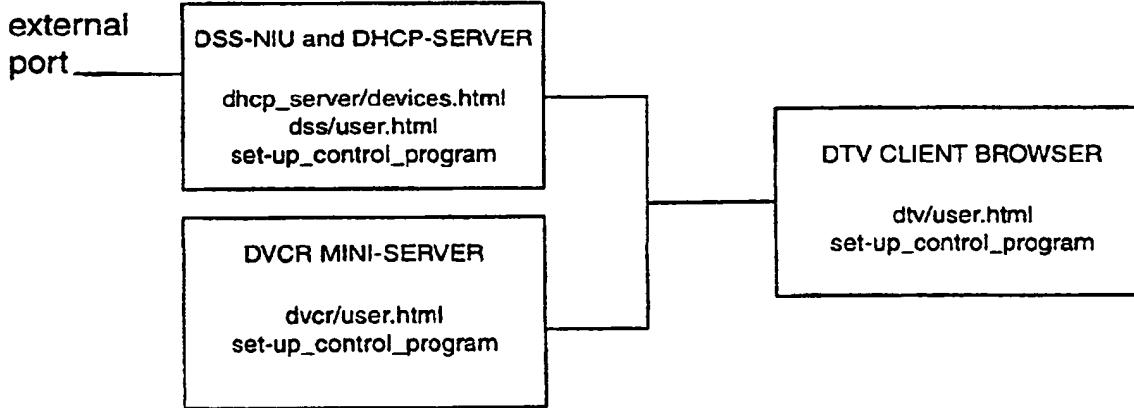 external
port
DSS-NIU and DHCP-SERVER
dhcp_server/devices.html
dss/user.html
set-up_control_program
DVCR MINI-SERVER
dvcr/user.html
set-up_control_program
DTV CLIENT BROWSER
dtv/user.html
set-up_control_program